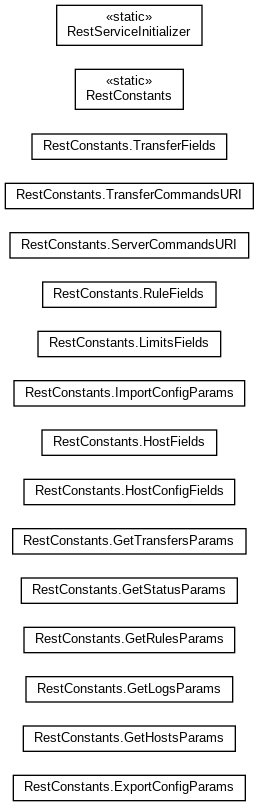 «static»
RestServiceInitializer
«static»
RestConstants
RestConstants.TransferFields
RestConstants.TransferCommandsURI
RestConstants.ServerCommandsURI
RestConstants.RuleFields
RestConstants.LimitsFields
RestConstants.ImportConfigParams
RestConstants.HostFields
RestConstants.HostConfigFields
RestConstants.GetTransfersParams
RestConstants.GetStatusParams
RestConstants.GetRulesParams
RestConstants.GetLogsParams
RestConstants.GetHostsParams
RestConstants.ExportConfigParams